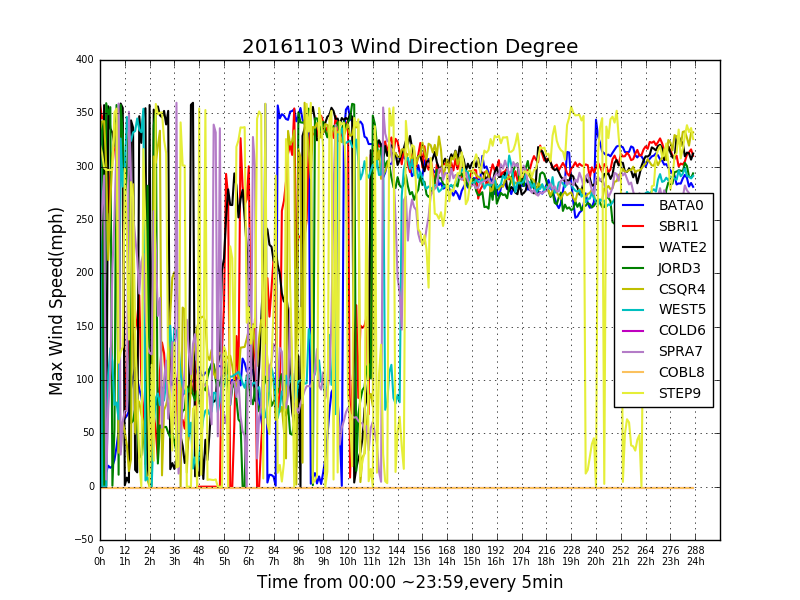 20161103 Wind Direction Degree
Max Wind Speed(mph)
400
350
300
250
200
150
100
50
0
−50
BATA0
SBRI1
WATE2
JORD3
CSQR4
WEST5
COLD6
SPRA7
COBL8
STEP9
0 12 24 36 48 60 72 84 96 108 120 132 144 156 168 180 192 204 216 228 240 252 264 276 288
0h 1h 2h 3h 4h 5h 6h 7h 8h 9h 10h 11h 12h 13h 14h 15h 16h 17h 18h 19h 20h 21h 22h 23h 24h
Time from 00:00 ~23:59,every 5min